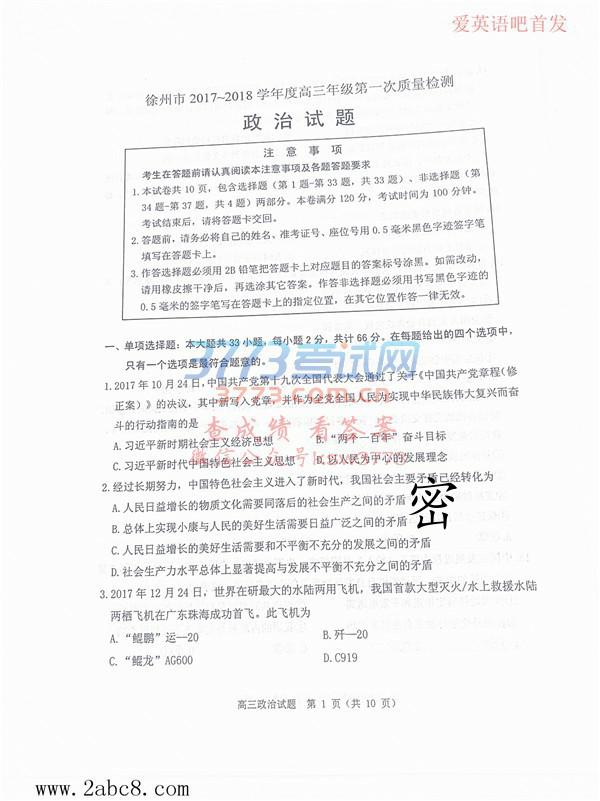 爱英语吧首发
徐州市 2017~2018 学年度高三年级第一次质量检测
政治试题
注意事项
考生在答题前请认真阅读本注意事项及各题答题要求
1.本试卷共 10 页，包含选择题（第 1 题-第 33 题，共 33 题）、非选择题（第
34 题-第 37 题，共 4 题）两部分。本卷满分 120 分，考试时间为 100 分钟。
考试结束后，请将答题卡交回。
2.答题前，请务必将自己的姓名、准考证号、座位号用 0.5 毫米黑色字迹签字笔
填写在答题卡上。
3.作答选择题必须用 2B 铅笔把答题卡上对应题目的答案标号涂黑。如需改动，
请用橡皮擦干净后，再选涂其它答案。作答非选择题必须用书写黑色字迹的
0.5 毫米的签字笔写在答题卡上的指定位置，在其它位置作答一律无效。
一、单项选择题：本大题共 33 小题，每小题 2 分，共计 66 分。在每题给出的四个选项中，
只有一个选项是最符合题意的。
3773考试网
1.2017 年 10 月 24 日，中国共产党第十九次全国代表大会通过了关于《中国共产党章程（修
正案）》的决议，其中新写入党章，并作为全党全国人民为实现中华民族伟大复兴而奋
3773.com.cn
斗的行动指南是
查成绩 看答案
A.习近平新时期社会主义经济思想 B.“两个一百年”奋斗目标
微信公众号
C.习近平新时代中国特色社会主义思想 D.以人民为中心的发展理念
2.经过长期努力，中国特色社会主义进入了新时代，我国社会主要矛盾已经转化为
A.人民日益增长的物质文化需要同落后的社会生产之间的矛盾
密
B.总体上实现小康与人民的美好生活需要日益广泛之间的矛盾
C.人民日益增长的美好生活需要和不平衡不充分的发展之间的矛盾
D.社会生产力水平总体上显著提高与发展不平衡不充分之间的矛盾
3.2017 年 12 月 24 日，世界在研最大的水陆两用飞机，我国首款大型灭火/水上救援水陆
两栖飞机在广东珠海成功首飞。此飞机为
A.“鲲鹏”运—20 B.歼—20
C.“鲲龙”AG600 D.C919
高三政治试题 第 1 页（共 10 页）
www.2abc8.com